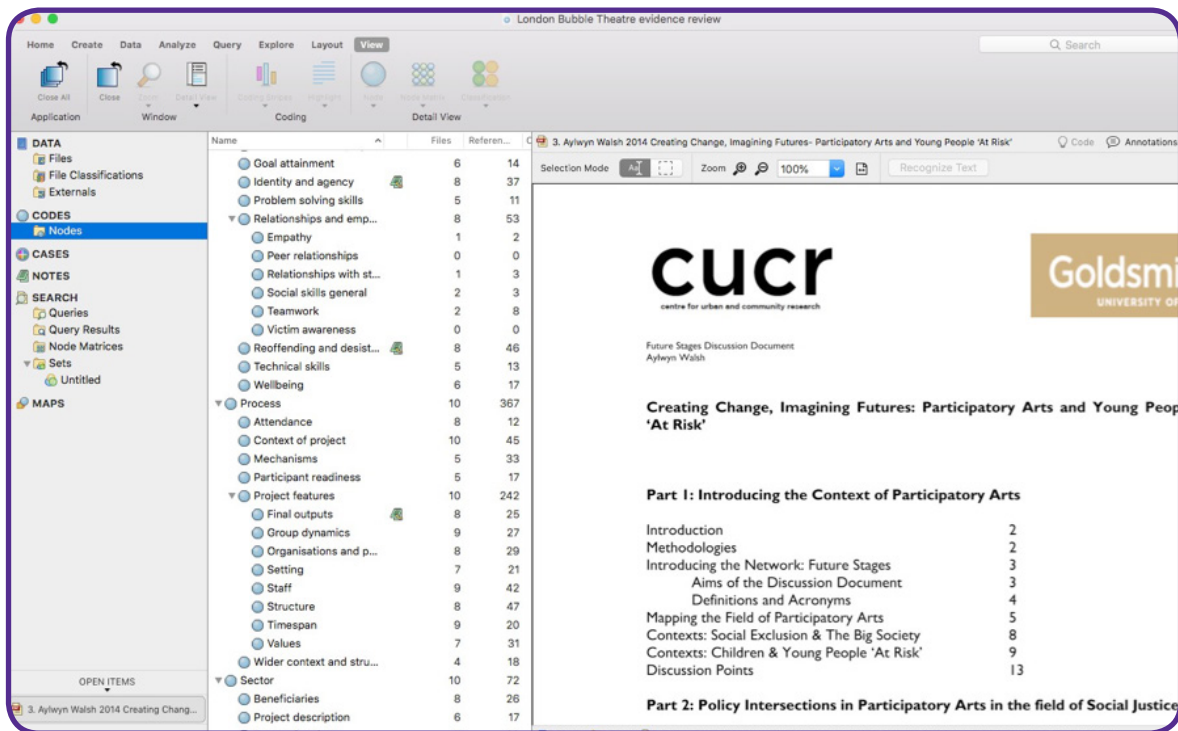 London Bubble Theatre evidence review
Home Create Data Analyze Query Explore Layout View
Search
Close All Close Zoom Detail View Coding Stripes Highlight Node Node Matrix Classification
Application Window Coding Detail View
DATA
Files
File Classifications
Externals
CODES
Nodes
CASES
NOTES
SEARCH
Queries
Query Results
Node Matrices
Sets
Untitled
MAPS
OPEN ITEMS
3. Aylwyn Walsh 2014 Creating Chang...
Name Files Referen... C
Goal attainment 6 14
Identity and agency 8 37
Problem solving skills 5 11
Relationships and emp... 8 53
Empathy 1 2
Peer relationships 0 0
Relationships with st... 1 3
Social skills general 2 3
Teamwork 2 8
Victim awareness 0 0
Reoffending and desist... 8 46
Technical skills 5 13
Wellbeing 6 17
Process 10 367
Attendance 8 12
Context of project 10 45
Mechanisms 5 33
Participant readiness 5 17
Project features 10 242
Final outputs 8 25
Group dynamics 9 27
Organisations and p... 8 29
Setting 7 21
Staff 9 42
Structure 8 47
Timespan 9 20
Values 7 31
Wider context and stru... 4 18
Sector 10 72
Beneficiaries 8 26
Project description 6 17
3. Aylwyn Walsh 2014 Creating Change, Imagining Futures- Participatory Arts and Young People 'At Risk' Code Annotations
Selection Mode Zoom 100% Recognize Text
cucr
centre for urban and community research
Goldsmi
UNIVERSITY OF
Future Stages Discussion Document
Aylwyn Walsh
Creating Change, Imagining Futures: Participatory Arts and Young Peop
'At Risk'
Part 1: Introducing the Context of Participatory Arts
Introduction 2
Methodologies 2
Introducing the Network: Future Stages 3
Aims of the Discussion Document 3
Definitions and Acronyms 4
Mapping the Field of Participatory Arts 5
Contexts: Social Exclusion & The Big Society 8
Contexts: Children & Young People 'At Risk' 9
Discussion Points 13
Part 2: Policy Intersections in Participatory Arts in the field of Social Justice